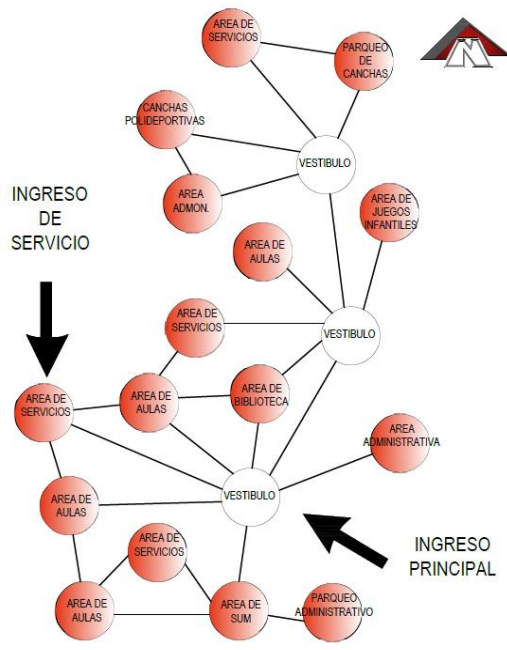 AREA DE
SERVICIOS
PARQUEO
DE
CANCHAS
N
CANCHAS
POLIDEPORTIVAS
VESTIBULO
AREA
ADMON.
INGRESO
DE
SERVICIO
AREA DE
JUEGOS
INFANTILES
AREA DE
AULAS
AREA DE
SERVICIOS
VESTIBULO
AREA DE
SERVICIOS
AREA DE
AULAS
AREA DE
BIBLIOTECA
AREA
ADMINISTRATIVA
AREA DE
AULAS
VESTIBULO
AREA DE
SERVICIOS
INGRESO
PRINCIPAL
AREA DE
AULAS
AREA DE
SUM
PARQUEO
ADMINISTRATIVO